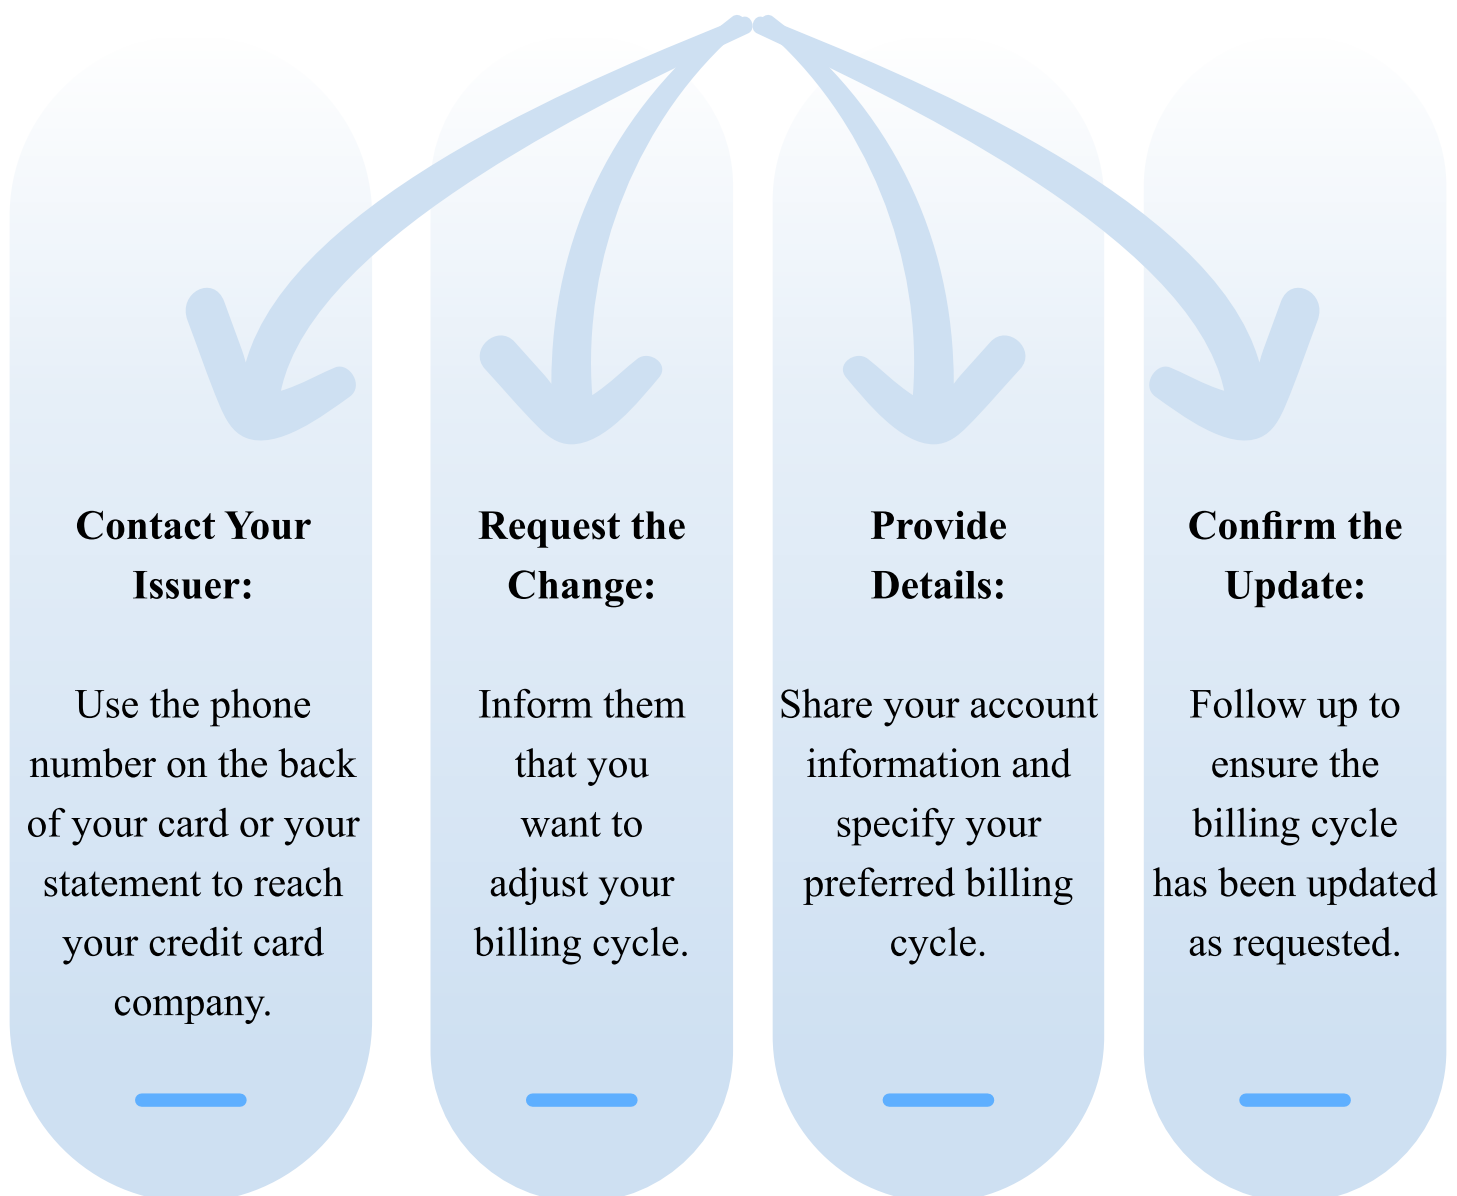 Contact Your
Issuer:
Use the phone
number on the back
of your card or your
statement to reach
your credit card
company.
Request the
Change:
Inform them
that you
want to
adjust your
billing cycle.
Provide
Details:
Share your account
information and
specify your
preferred billing
cycle.
Confirm the
Update:
Follow up to
ensure the
billing cycle
has been updated
as requested.